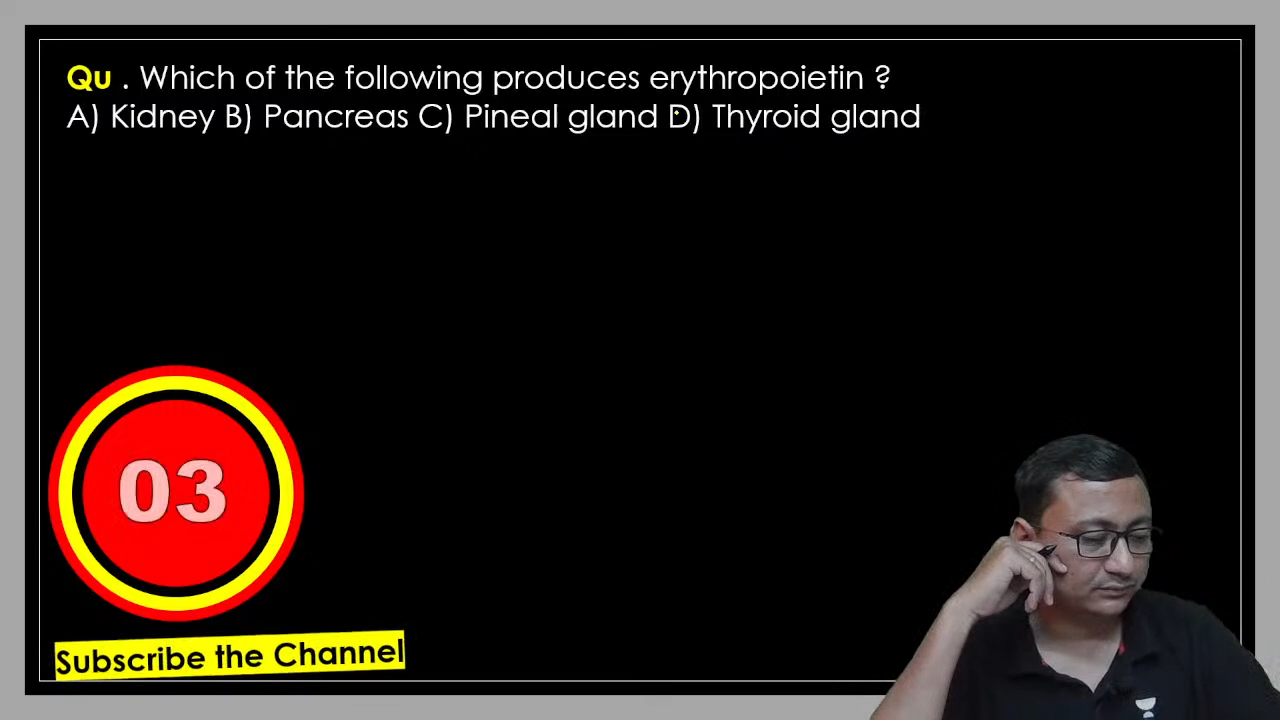 Qu . Which of the following produces erythropoietin ?
A) Kidney B) Pancreas C) Pineal gland D) Thyroid gland
03
Subscribe the Channel